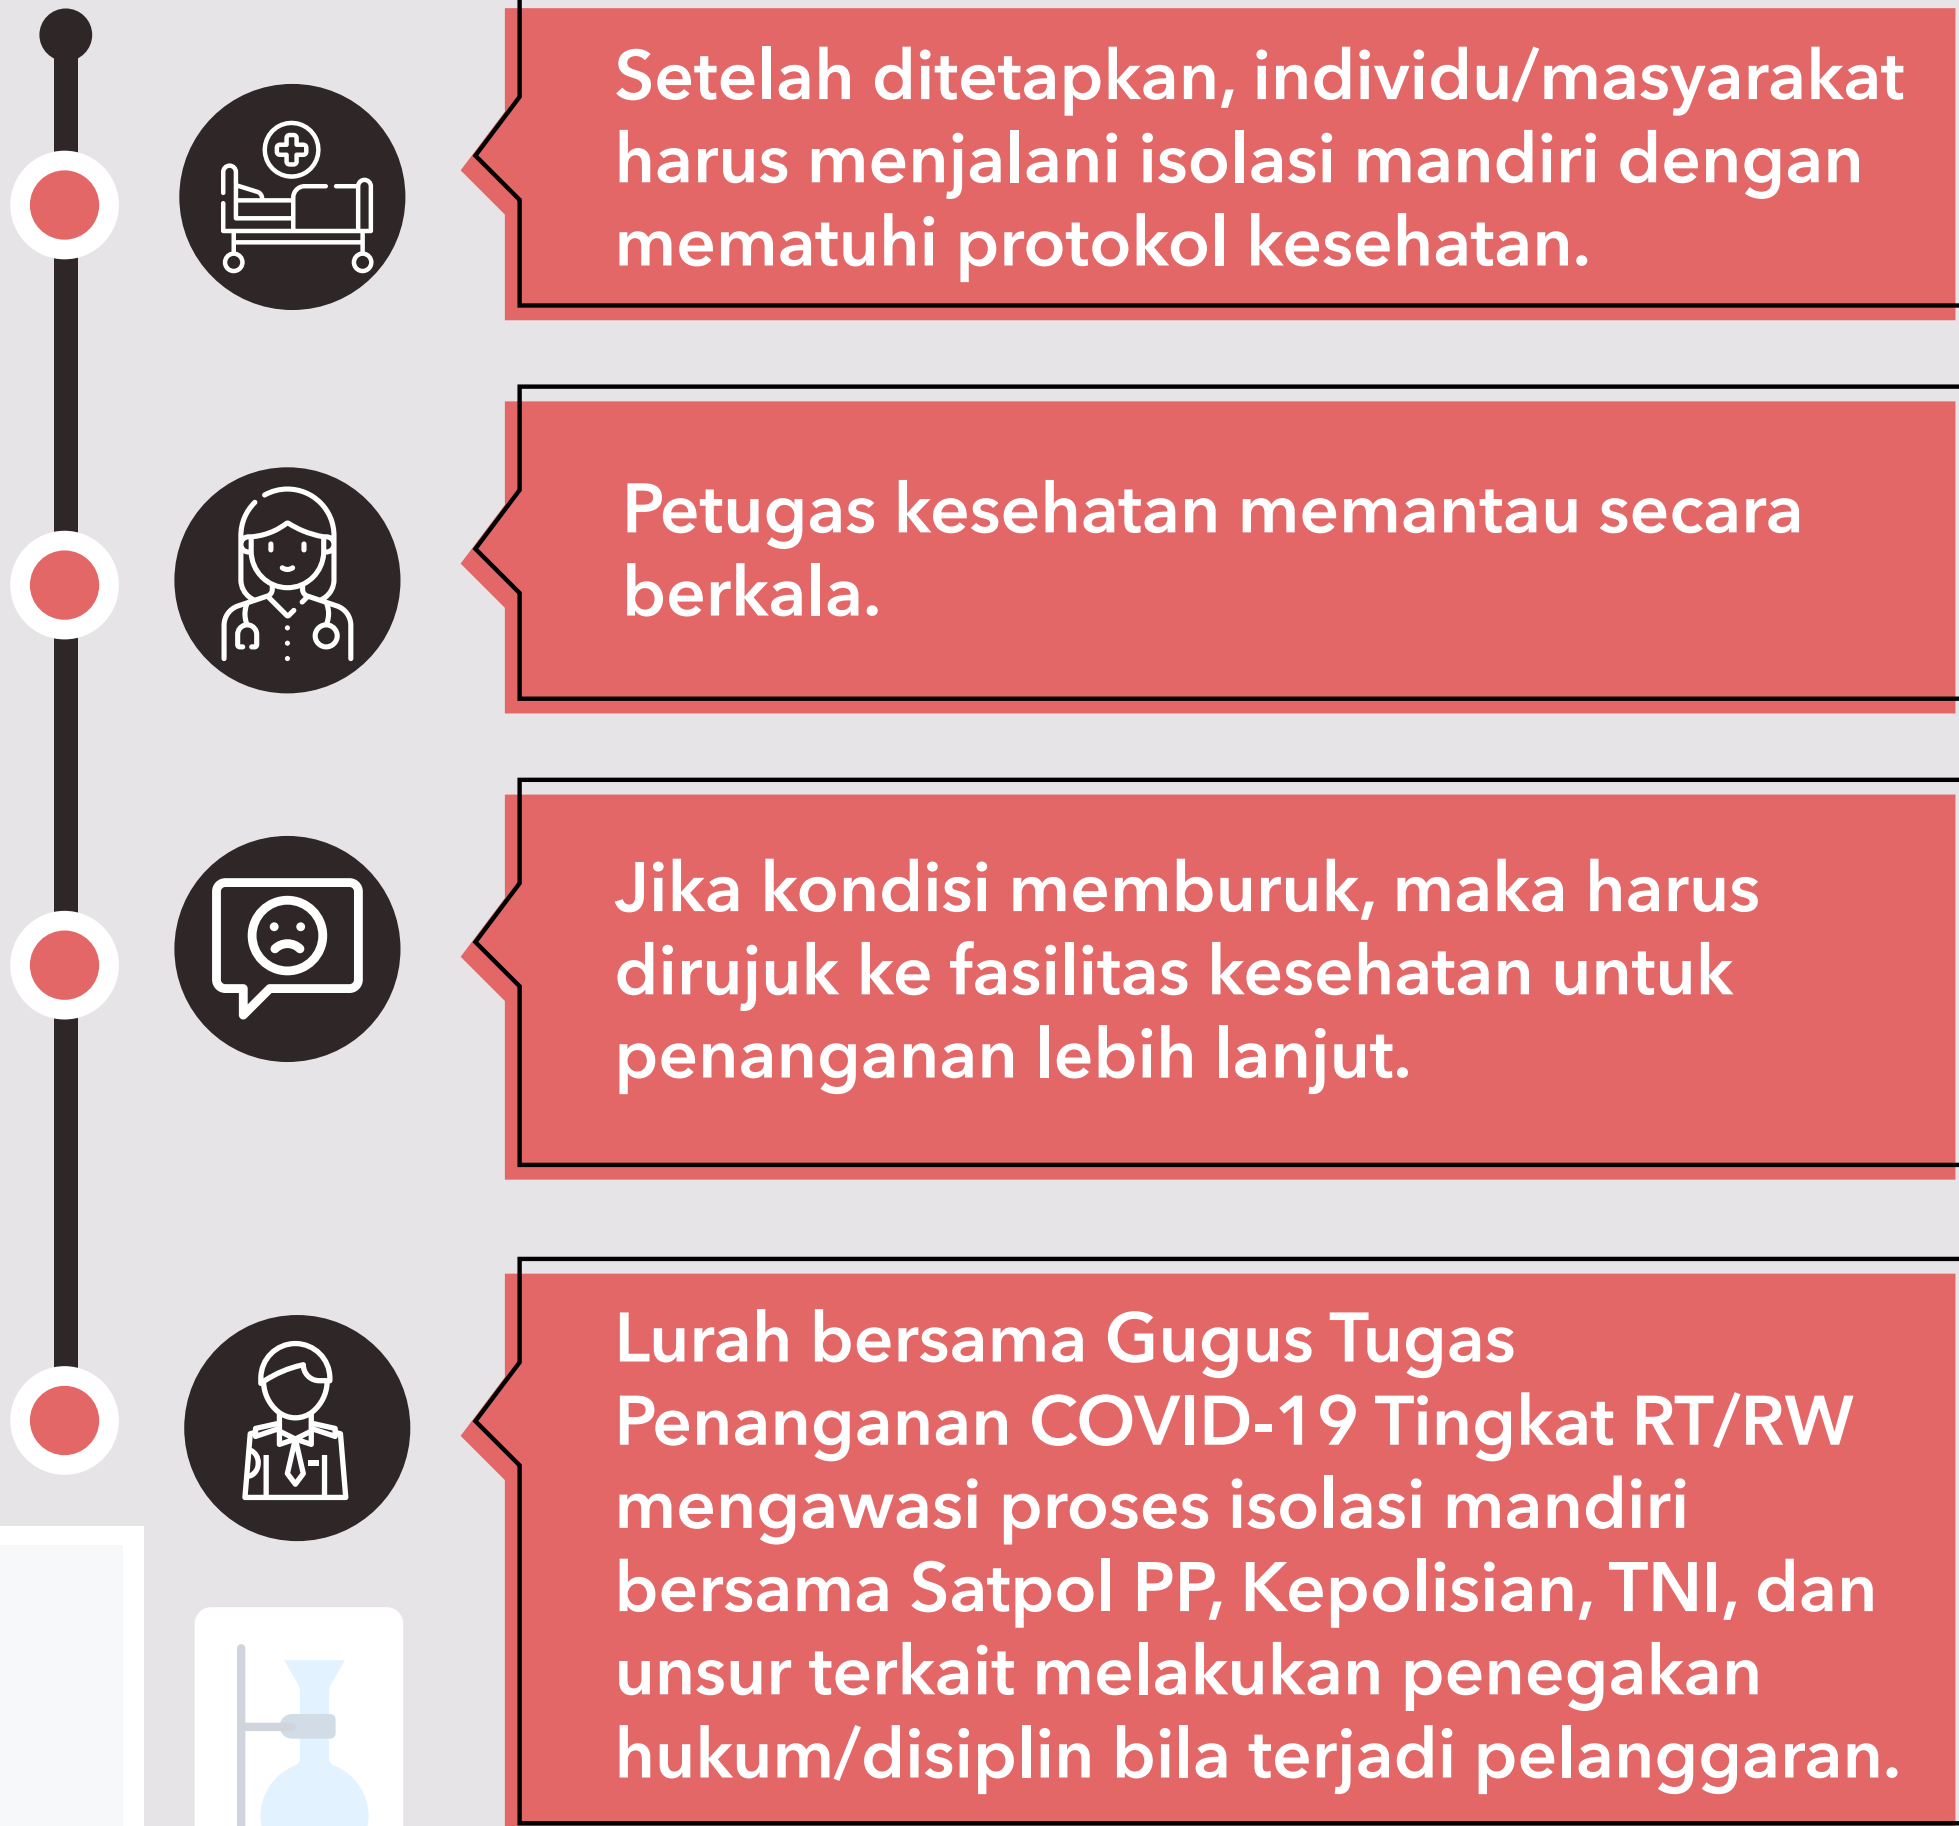 Setelah ditetapkan, individu/masyarakat
harus menjalani isolasi mandiri dengan
mematuhi protokol kesehatan.
Petugas kesehatan memantau secara
berkala.
Jika kondisi memburuk, maka harus
dirujuk ke fasilitas kesehatan untuk
penanganan lebih lanjut.
Lurah bersama Gugus Tugas
Penanganan COVID-19 Tingkat RT/RW
mengawasi proses isolasi mandiri
bersama Satpol PP, Kepolisian, TNI, dan
unsur terkait melakukan penegakan
hukum/disiplin bila terjadi pelanggaran.